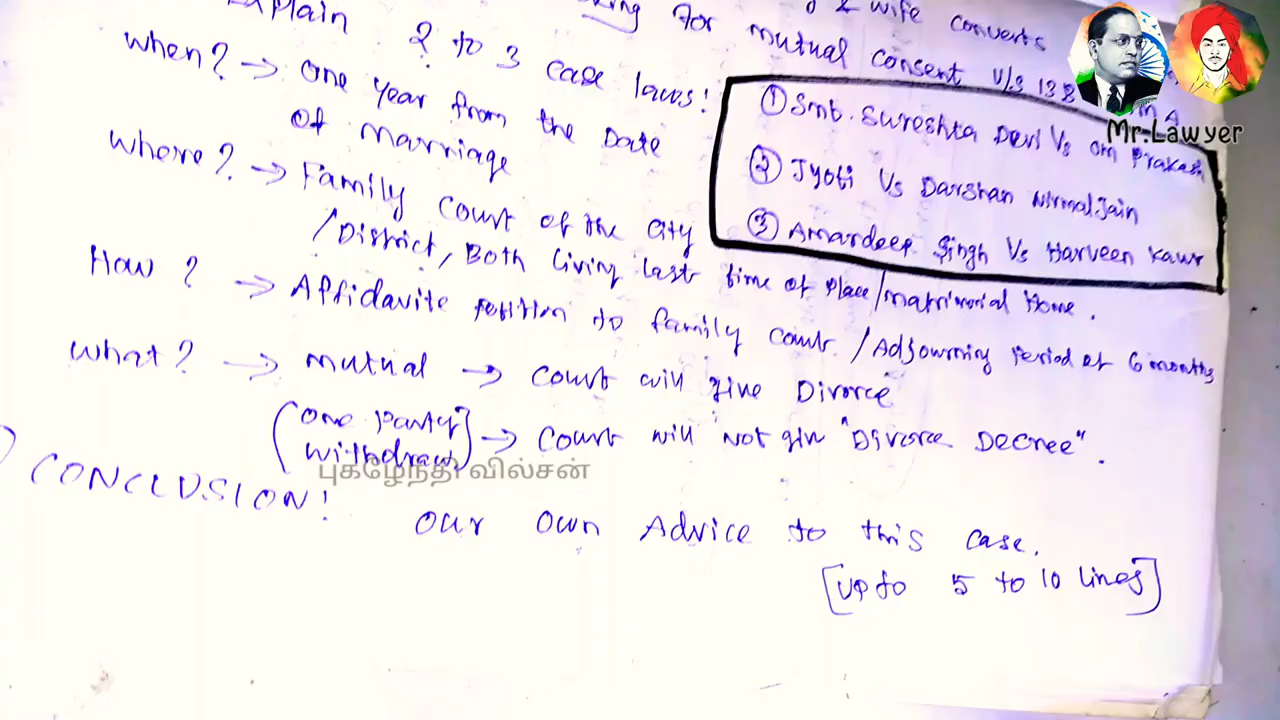 Explain 2 to 3 case laws!
for mutual consent U/S 13B
& wife converts
Mr.Lawyer
① Smt. Sureshta Devi Vs Om Prakash
② Jyoti Vs Darshan Nirmal Jain
③ Amardeep Singh Vs Harveen Kaur
When? → One year from the Date
of marriage
Where? → Family Court of the City
/District, Both living last time of place/matrimonial Home.
How? → Affidavite petition to family court. /Adjourning Period of 6 months
What? → mutual → Court will give Divorce
(One Party withdraw) → Court will not give "Divorce Decree".
புகழேந்தி வில்சன்
CONCLUSION!
Our Own Advice to this case.
[Up to 5 to 10 lines]